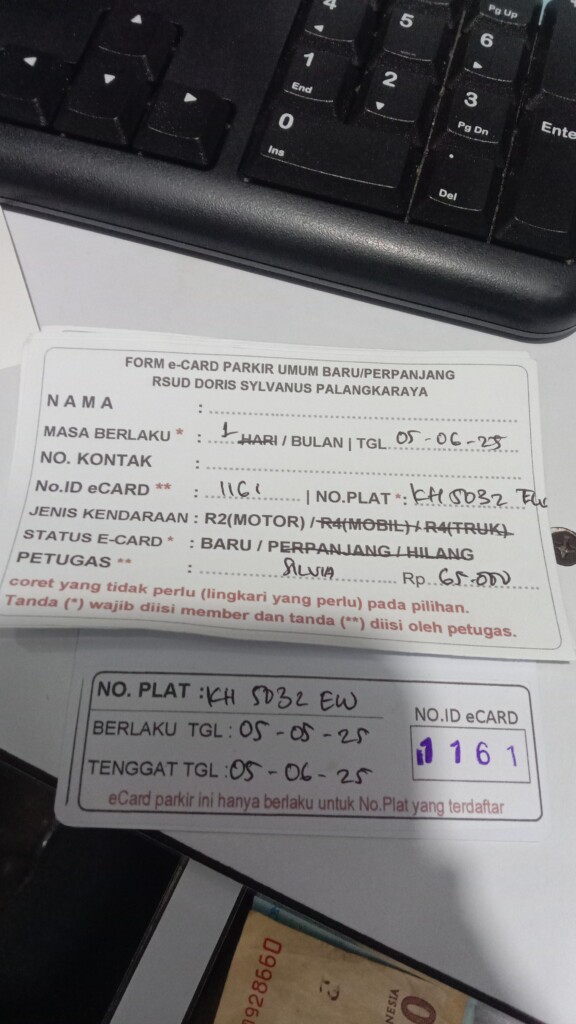 4
5
6
Pg Up
1
End
2
3
Pg Dn
Ente
0
Ins
.
Del
FORM e-CARD PARKIR UMUM BARU/PERPANJANG
RSUD DORIS SYLVANUS PALANGKARAYA
NAMA :
MASA BERLAKU * : 1 HARI / BULAN | TGL. 05-06-25
NO. KONTAK :
No.ID eCARD ** : 1161 | NO.PLAT *: KH 5032 EW
JENIS KENDARAAN : R2(MOTOR) / R4(MOBIL) / R4(TRUK)
STATUS E-CARD * : BARU / PERPANJANG / HILANG
PETUGAS ** : SILVIA Rp. 65.000
coret yang tidak perlu (lingkari yang perlu) pada pilihan.
Tanda (*) wajib diisi member dan tanda (**) diisi oleh petugas.
NO. PLAT : KH 5032 EW
NO.ID eCARD
BERLAKU TGL : 05-05-25
1161
TENGGAT TGL : 05-06-25
eCard parkir ini hanya berlaku untuk No.Plat yang terdaftar
0928660
NESIA
0